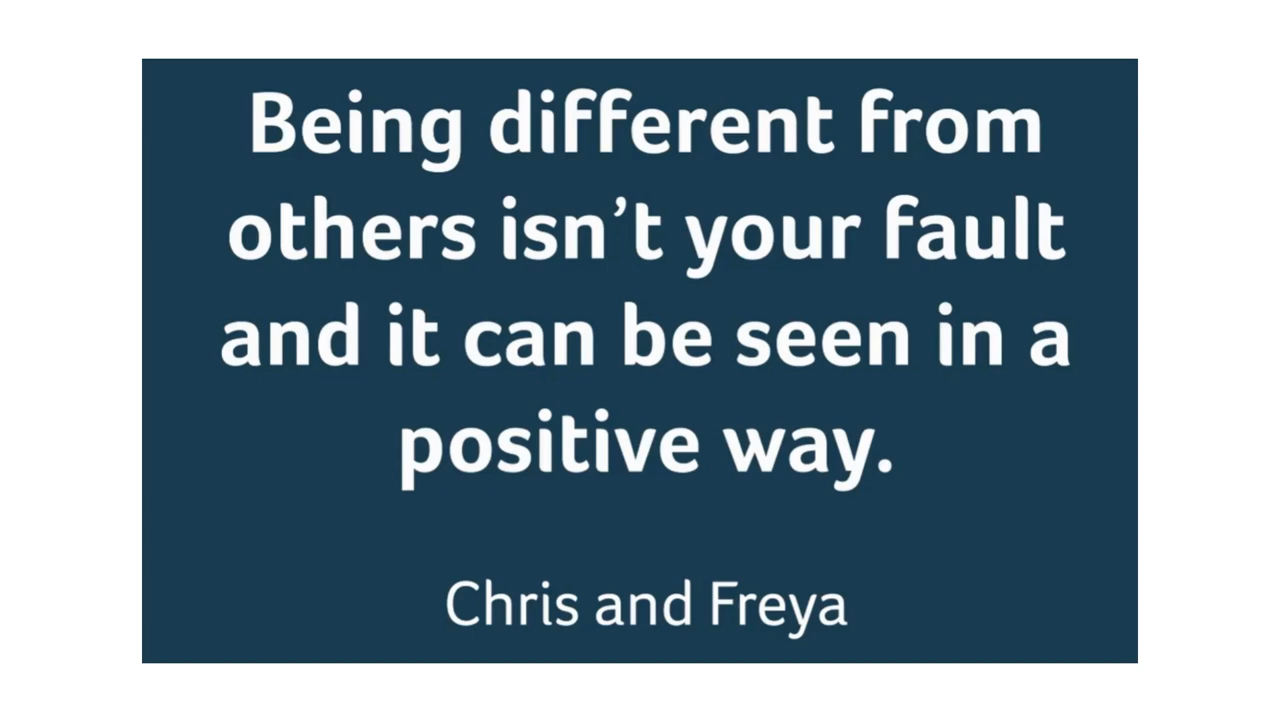 Being different from
others isn’t your fault
and it can be seen in a
positive way.
Chris and Freya